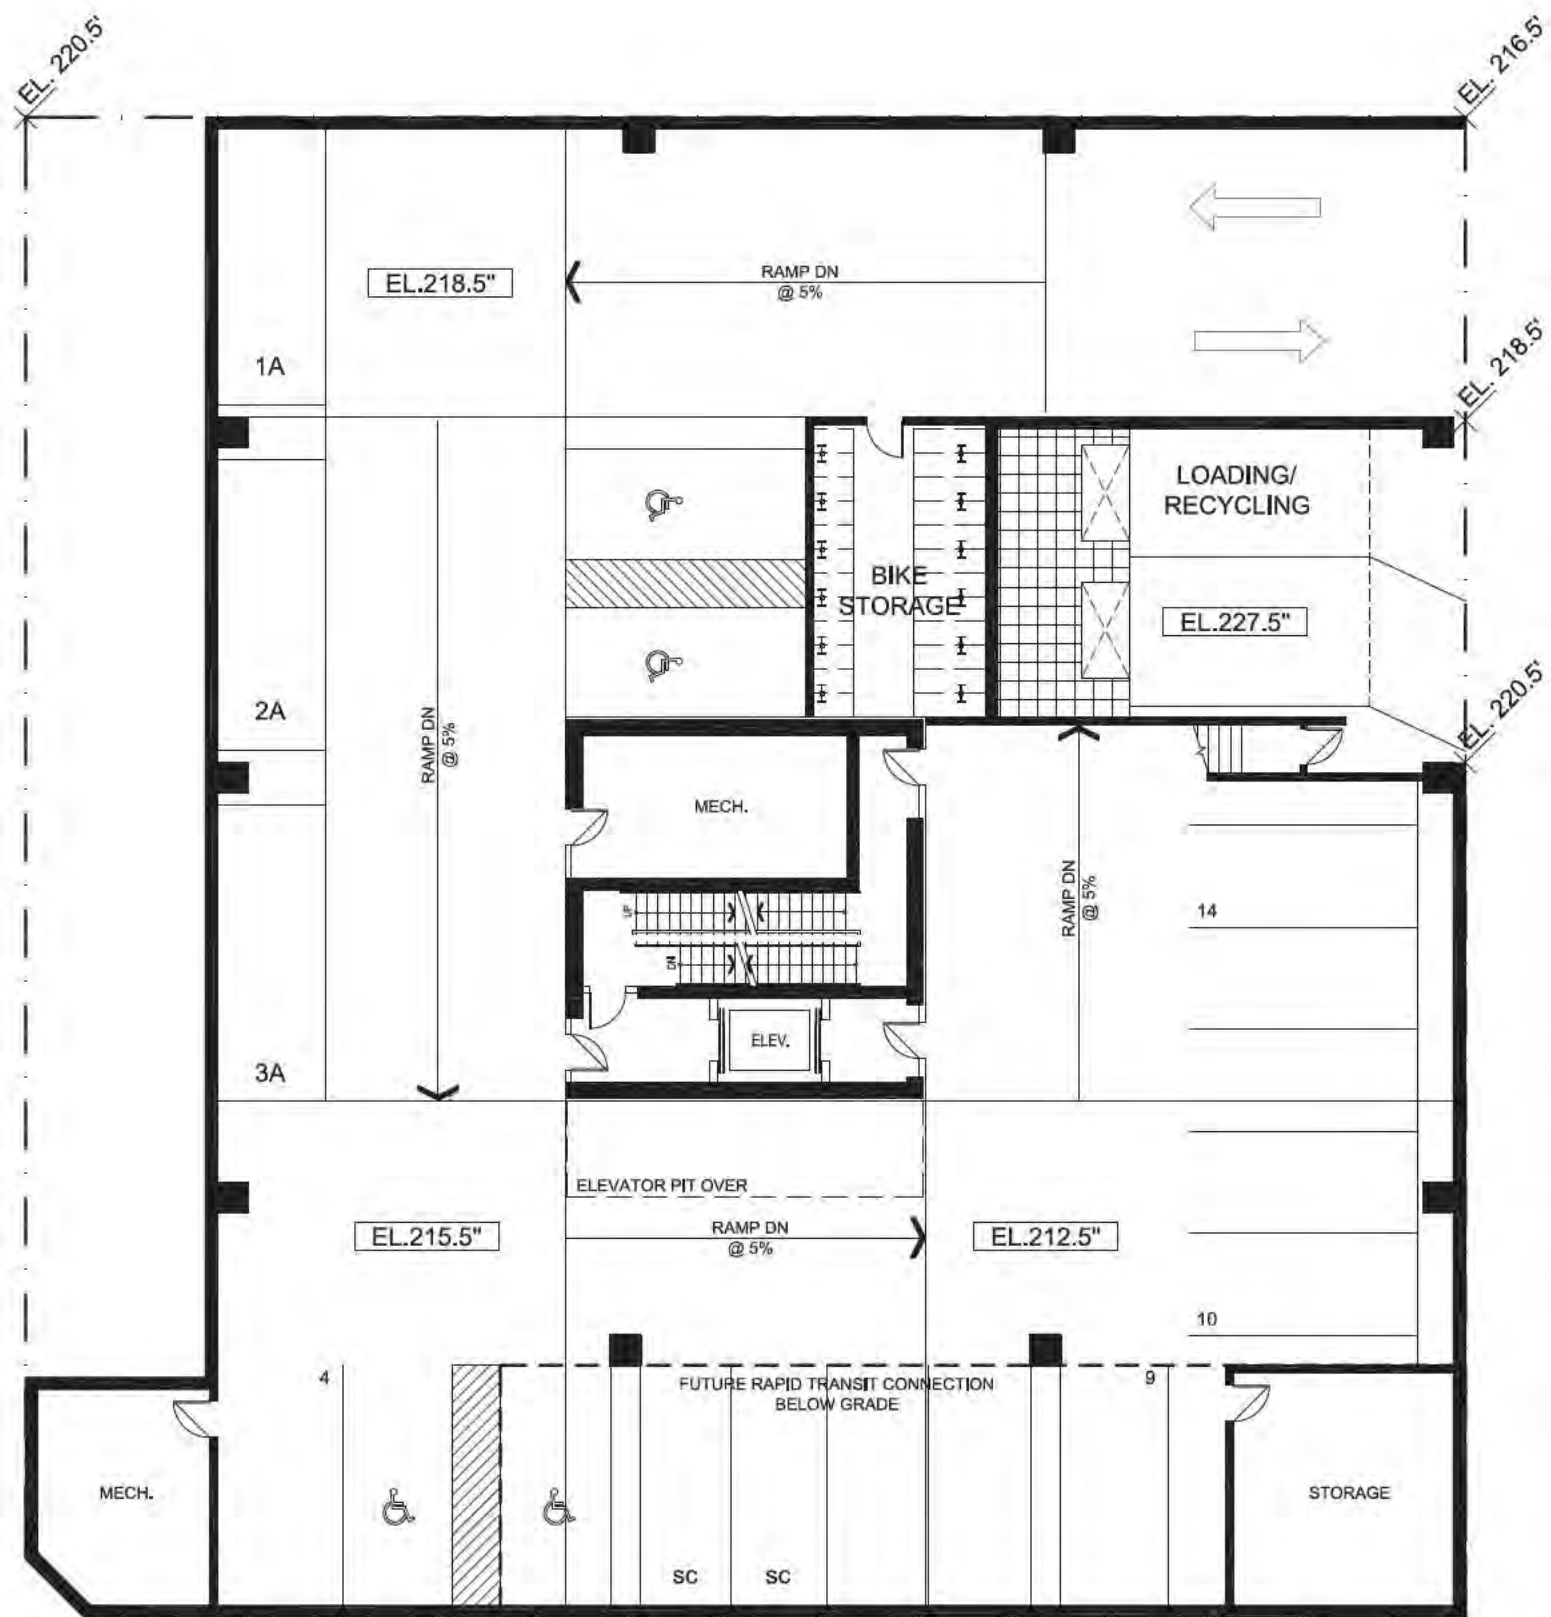 EL. 220.5'
EL. 216.5'
EL.218.5"
RAMP DN
@ 5%
1A
EL. 218.5'
LOADING/
RECYCLING
BIKE
STORAGE
EL.227.5"
2A
RAMP DN
@ 5%
EL. 220.5'
MECH.
RAMP DN
@ 5%
UP
14
DN
ELEV.
3A
ELEVATOR PIT OVER
EL.215.5"
RAMP DN
@ 5%
EL.212.5"
10
4
FUTURE RAPID TRANSIT CONNECTION
BELOW GRADE
9
MECH.
STORAGE
SC
SC